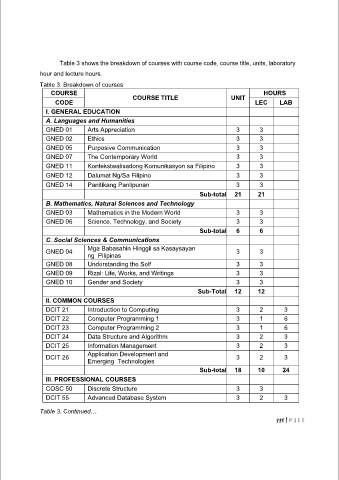 Table 3 shows the breakdown of courses with course code, course title, units, laboratory
hour and lecture hours.
Table 3. Breakdown of courses
COURSE CODE COURSE TITLE UNIT HOURS
LEC LAB
I. GENERAL EDUCATION
A. Languages and Humanities
GNED 01 Arts Appreciation 3 3
GNED 02 Ethics 3 3
GNED 05 Purposive Communication 3 3
GNED 07 The Contemporary World 3 3
GNED 11 Kontekstwalisadong Komunikasyon sa Filipino 3 3
GNED 12 Dalumat Ng/Sa Filipino 3 3
GNED 14 Panitikang Panlipunan 3 3
Sub-total 21 21
B. Mathematics, Natural Sciences and Technology
GNED 03 Mathematics in the Modern World 3 3
GNED 06 Science, Technology, and Society 3 3
Sub-total 6 6
C. Social Sciences & Communications
GNED 04 Mga Babasahin Hinggil sa Kasaysayan
ng Pilipinas 3 3
GNED 08 Understanding the Self 3 3
GNED 09 Rizal: Life, Works, and Writings 3 3
GNED 10 Gender and Society 3 3
Sub-Total 12 12
II. COMMON COURSES
DCIT 21 Introduction to Computing 3 2 3
DCIT 22 Computer Programming 1 3 1 6
DCIT 23 Computer Programming 2 3 1 6
DCIT 24 Data Structure and Algorithm 3 2 3
DCIT 25 Information Management 3 2 3
DCIT 26 Application Development and
Emerging Technologies 3 2 3
Sub-total 18 10 24
III. PROFESSIONAL COURSES
COSC 50 Discrete Structure 3 3
DCIT 55 Advanced Database System 3 2 3
Table 3. Continued…